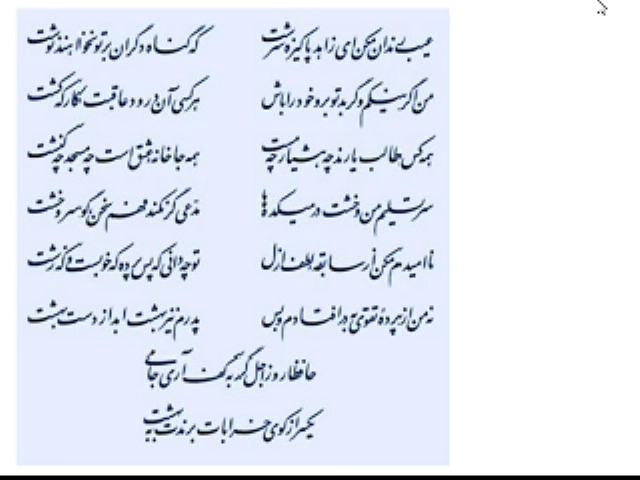 عیب رندان مکن ای زاهد پاکیزه سرشت که گناه دگران بر تو نخواهند نوشت
من اگر نیکم و گر بد تو برو خود را باش هر کسی آن درود عاقبت کار که کشت
همه کس طالب یارند چه هشیار چه مست همه جا خانه عشق است چه مسجد چه کنشت
سر تسلیم من و خشت در میکده‌ها مدعی گر نکند فهم سخن گو سر و خشت
ناامیدم مکن از سابقه لطف ازل تو چه دانی که پس پرده که خوبست و که زشت
نه من از پرده تقوی بدر افتادم و بس پدرم نیز بهشت ابد از دست بهشت
حافظا روز اجل گر به کف آری جامی
یکسر از کوی خرابات برندت به بهشت